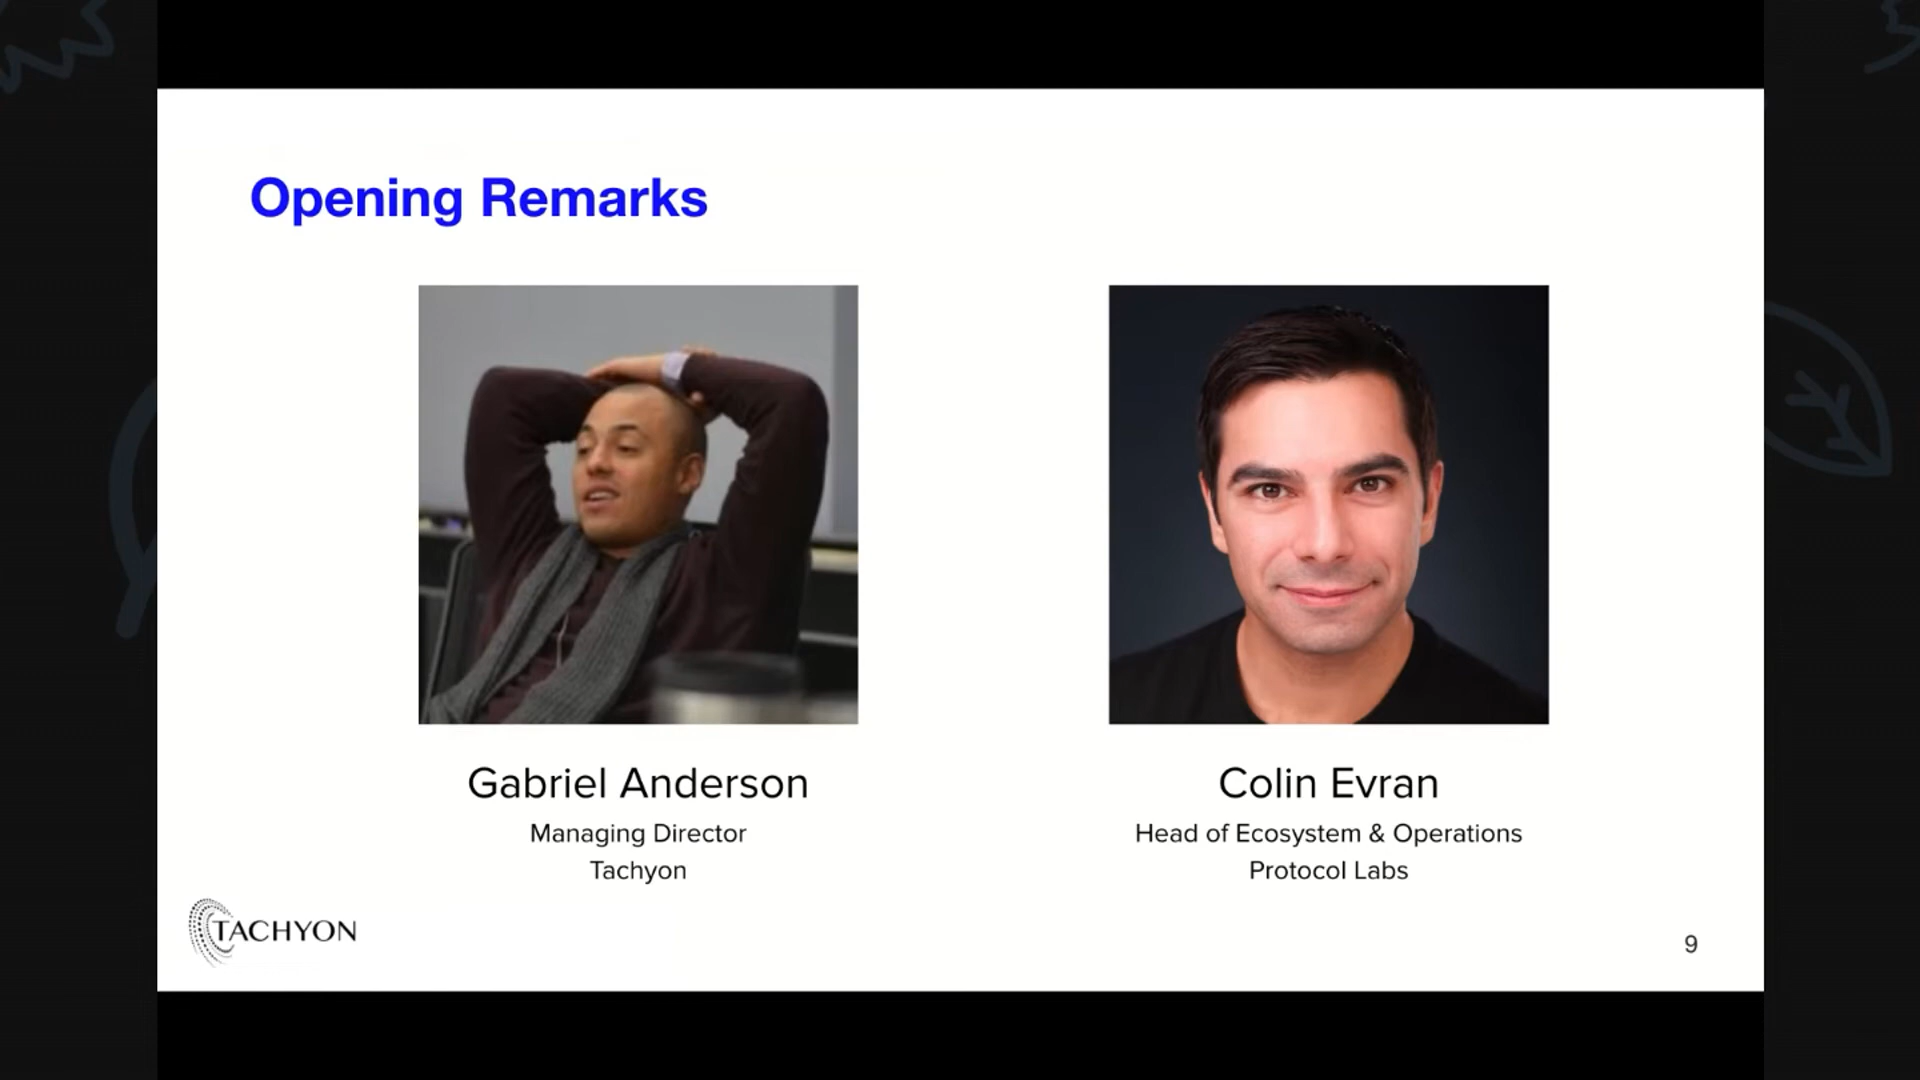 Opening Remarks
Gabriel Anderson
Managing Director
Tachyon
Colin Evran
Head of Ecosystem & Operations
Protocol Labs
TACHYON
9